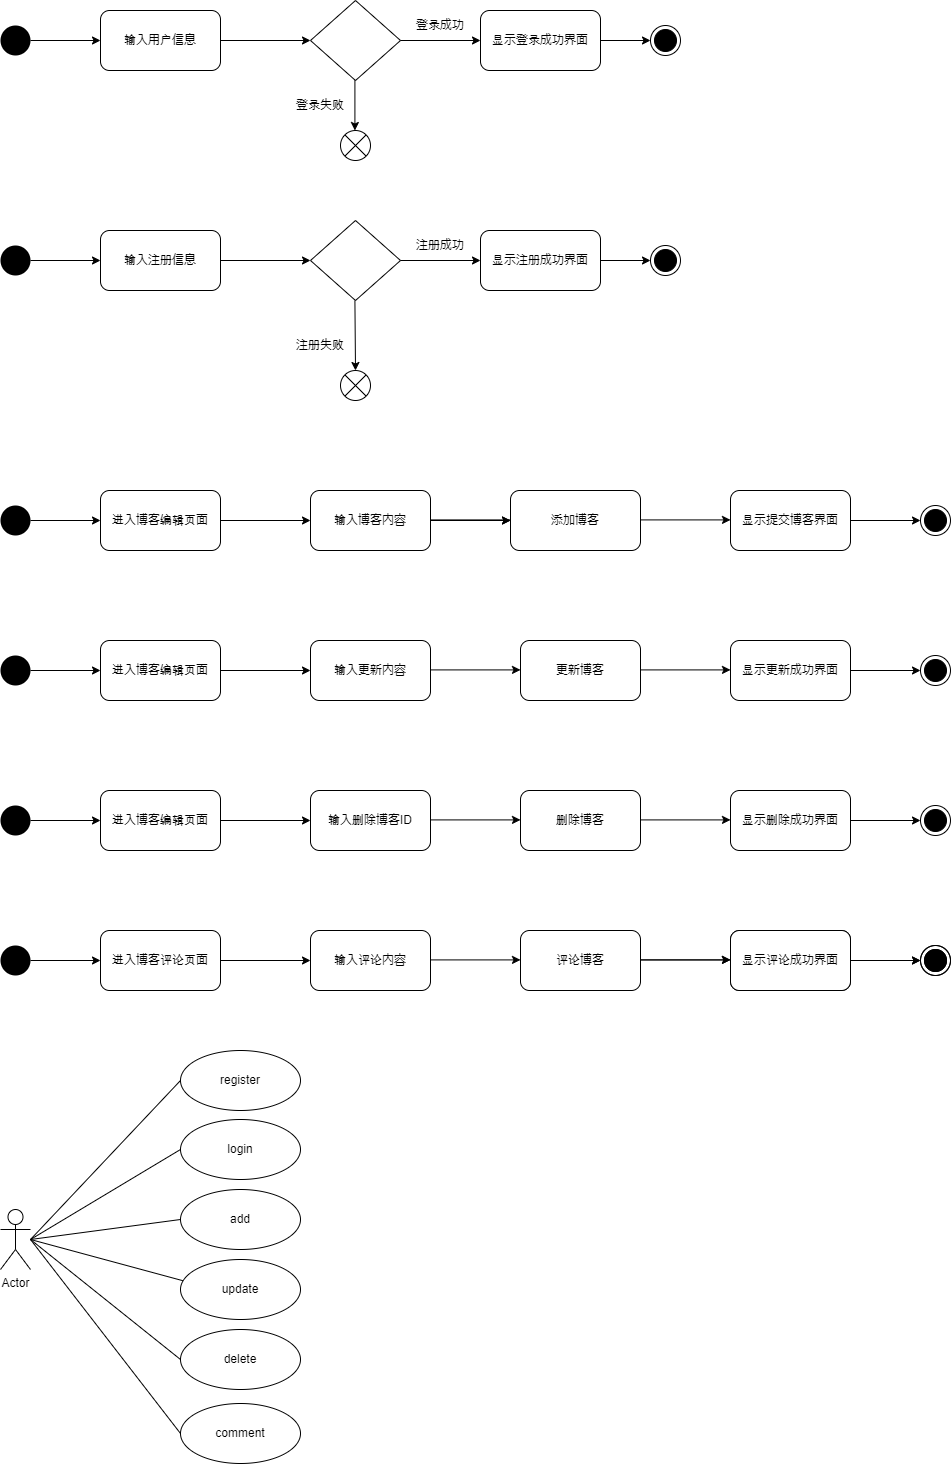 登录成功
输入用户信息
显示登录成功界面
登录失败
注册成功
输入注册信息
显示注册成功界面
注册失败
进入博客编辑页面
输入博客内容
添加博客
显示提交博客界面
进入博客编辑页面
输入更新内容
更新博客
显示更新成功界面
进入博客编辑页面
输入删除博客ID
删除博客
显示删除成功界面
进入博客评论页面
输入评论内容
评论博客
显示评论成功界面
register
login
add
Actor
update
delete
comment